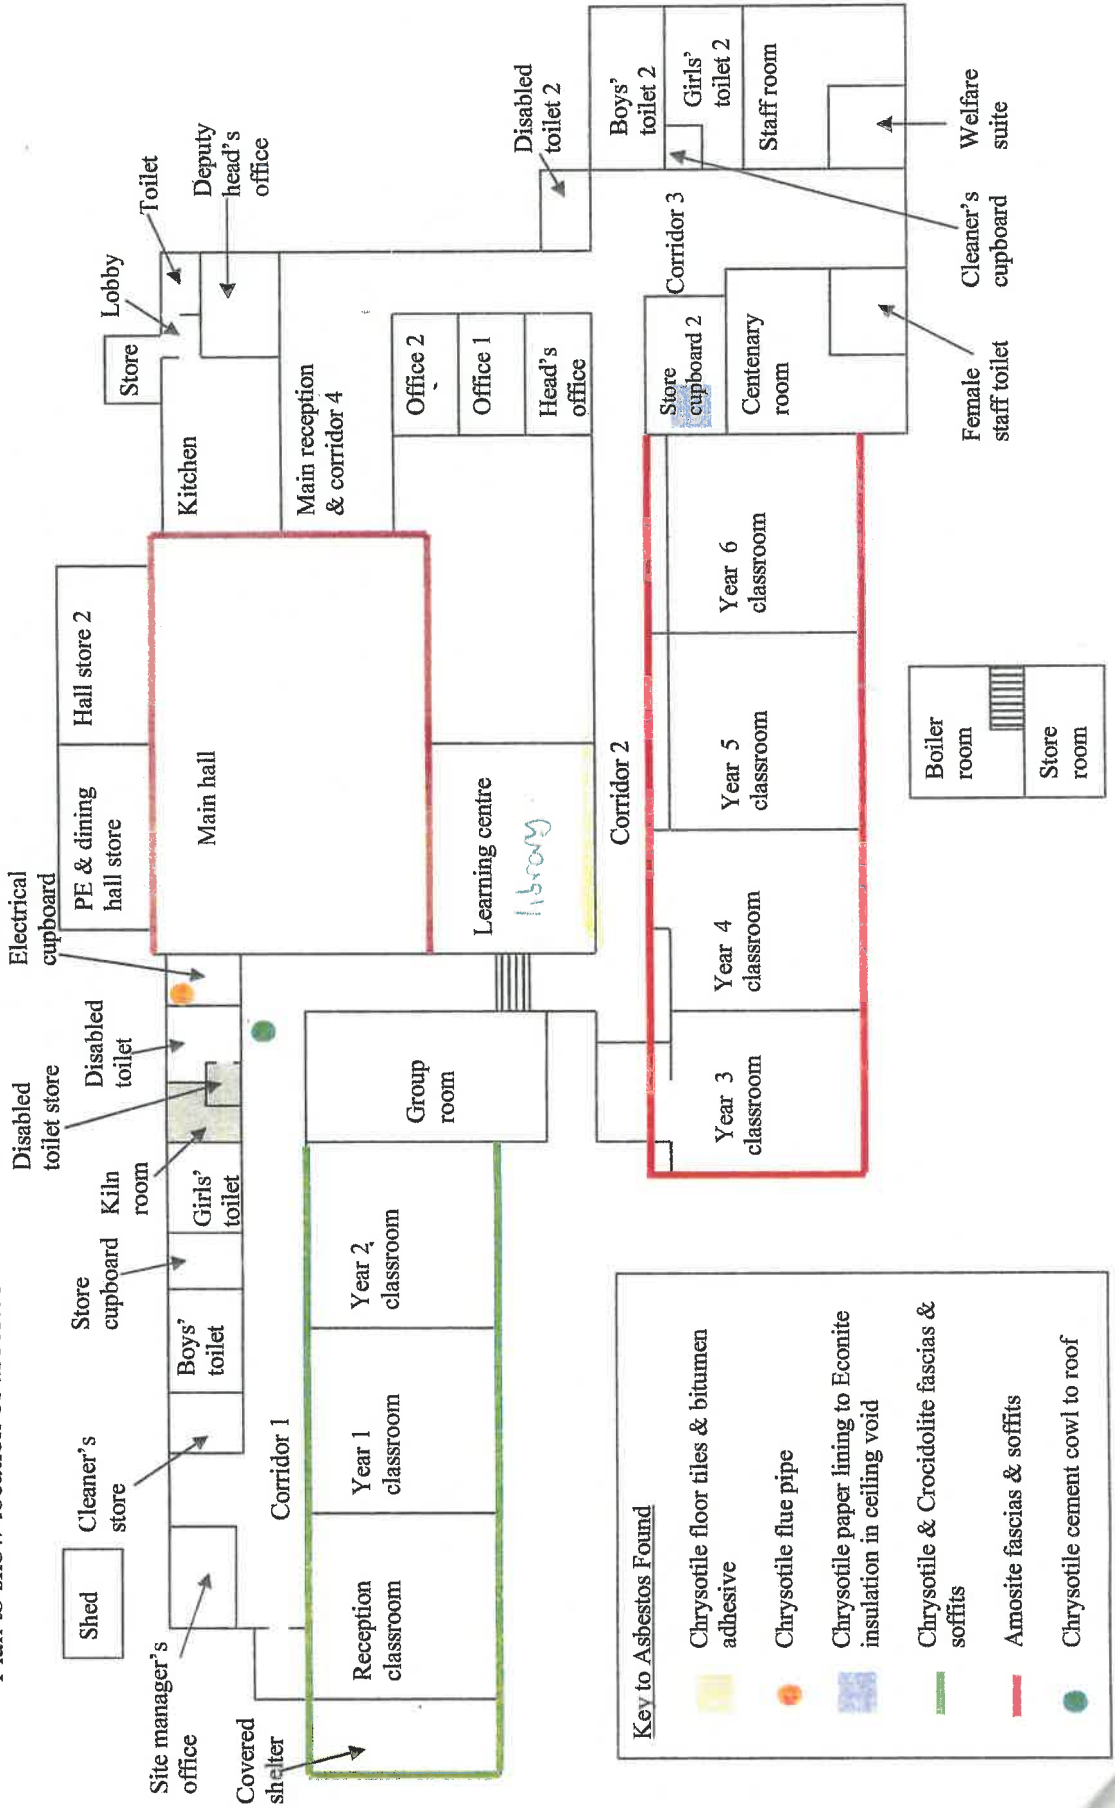 Electrical
cupboard
PE & dining
hall store
Hall store 2
Store
Lobby
Toilet
Deputy
head's
office
Disabled
toilet store
Disabled
toilet
Kiln
room
Girls'
toilet
Store
cupboard
Boys'
toilet
Cleaner's
store
Shed
Site manager's
office
Main hall
Kitchen
Main reception
& corridor 4
Office 2
Office 1
Head's
office
Disabled
toilet 2
Boys'
toilet 2
Girls'
toilet 2
Staff room
Welfare
suite
Cleaner's
cupboard
Corridor 3
Store
cupboard 2
Centenary
room
Female
staff toilet
Learning centre
library
Corridor 2
Group
room
Corridor 1
Covered
shelter
Reception
classroom
Year 1
classroom
Year 2
classroom
Year 3
classroom
Year 4
classroom
Year 5
classroom
Year 6
classroom
Boiler
room
Store
room
Key to Asbestos Found
Chrysotile floor tiles & bitumen
adhesive
Chrysotile flue pipe
Chrysotile paper lining to Econite
insulation in ceiling void
Chrysotile & Crocidolite fascias &
soffits
Amosite fascias & soffits
Chrysotile cement cowl to roof